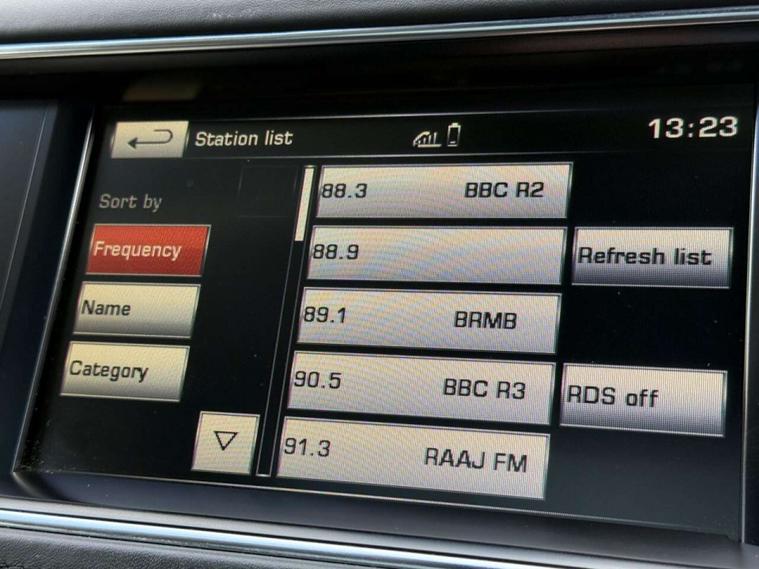 Station list
13:23
Sort by
Frequency
Name
Category
88.3 BBC R2
88.9
89.1 BRMB
90.5 BBC R3
91.3 RAAJ FM
Refresh list
RDS off